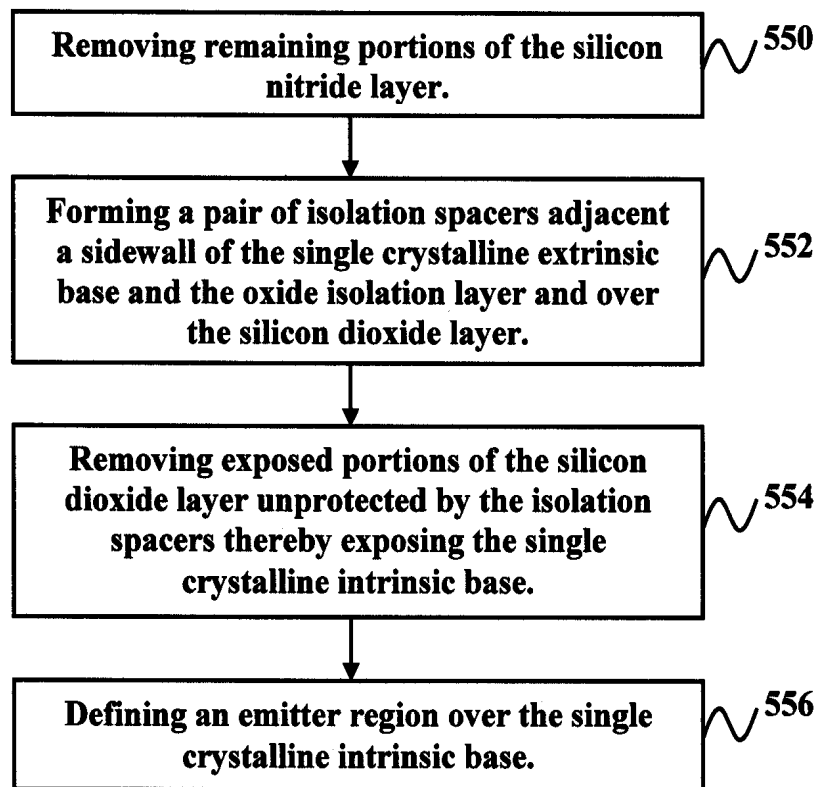 Removing remaining portions of the silicon
nitride layer.
550
Forming a pair of isolation spacers adjacent
a sidewall of the single crystalline extrinsic
base and the oxide isolation layer and over
the silicon dioxide layer.
552
Removing exposed portions of the silicon
dioxide layer unprotected by the isolation
spacers thereby exposing the single
crystalline intrinsic base.
554
Defining an emitter region over the single
crystalline intrinsic base.
556